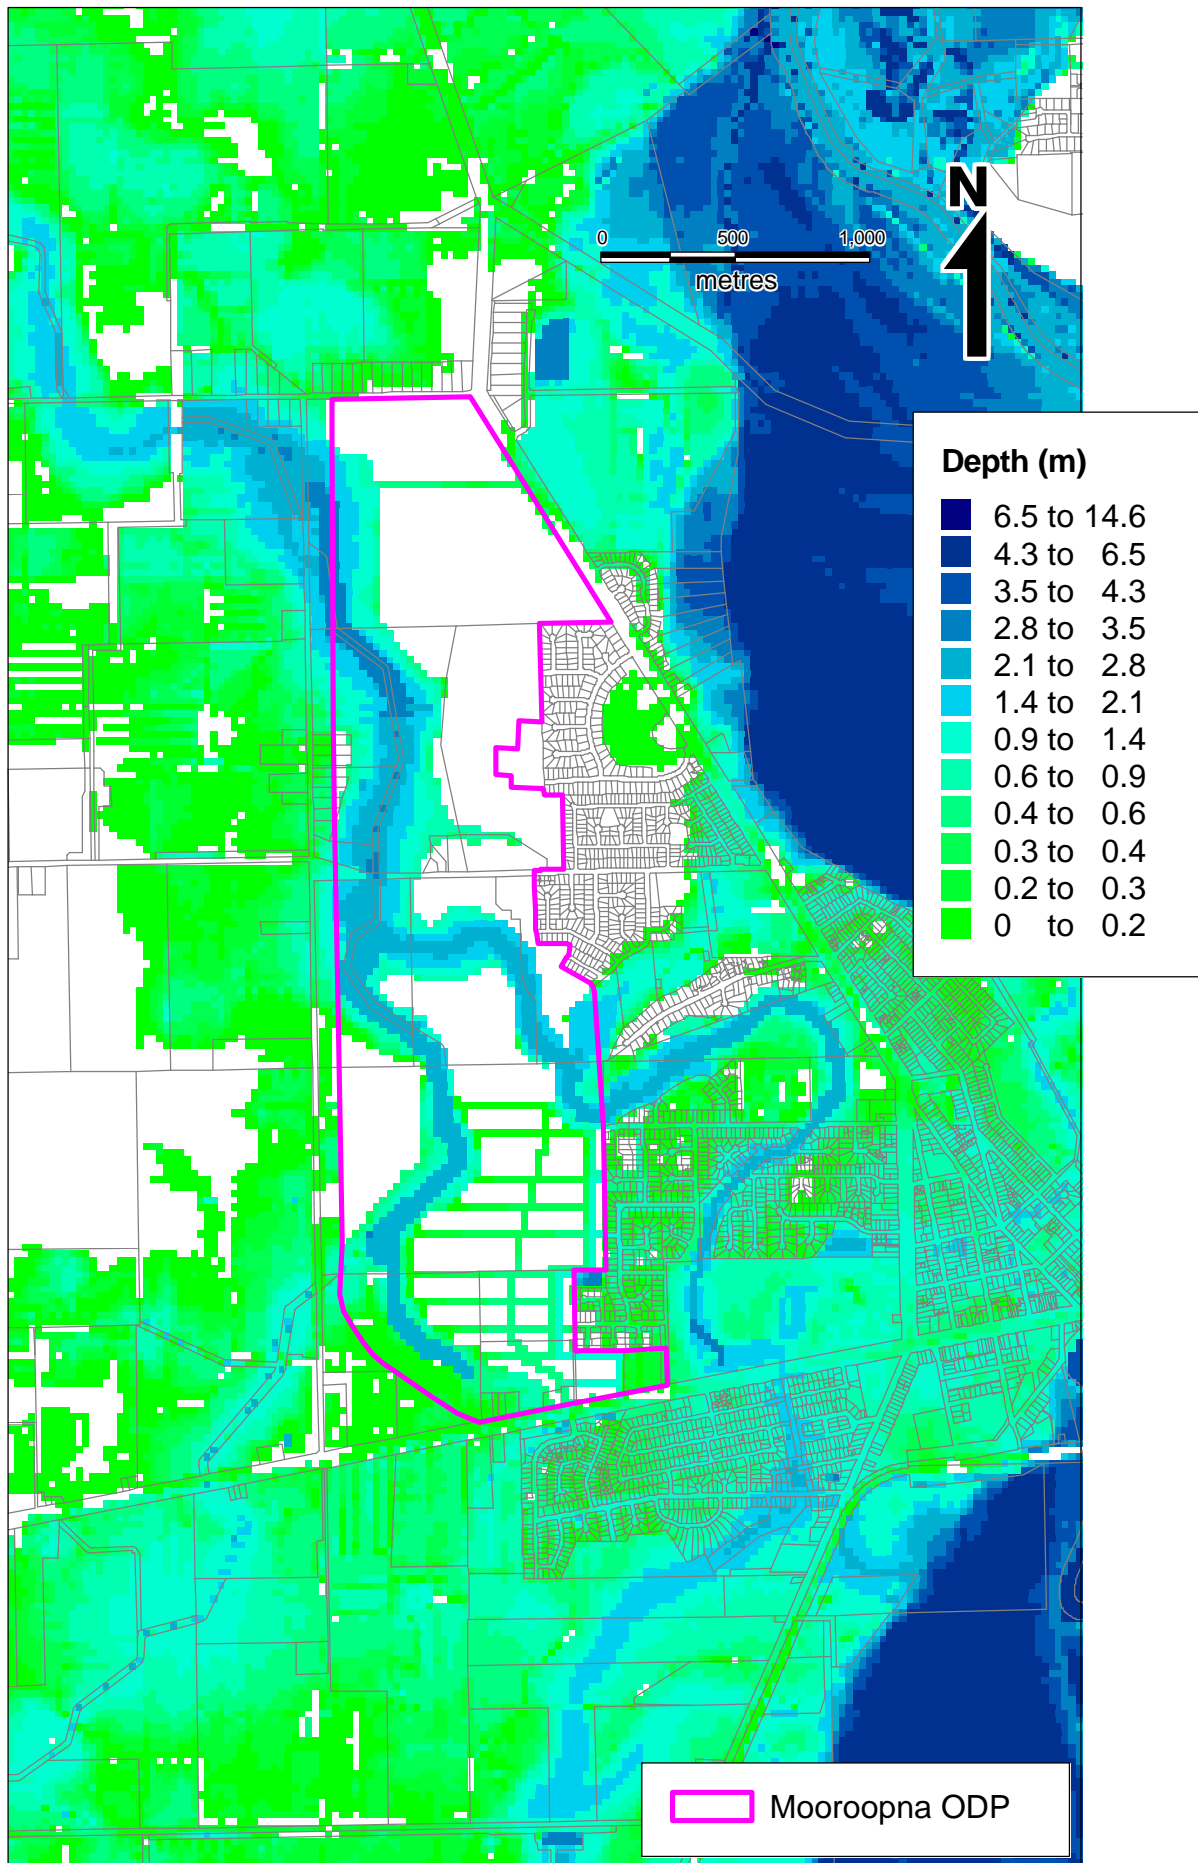 N
0 500 1,000
metres
Depth (m)
6.5 to 14.6
4.3 to 6.5
3.5 to 4.3
2.8 to 3.5
2.1 to 2.8
1.4 to 2.1
0.9 to 1.4
0.6 to 0.9
0.4 to 0.6
0.3 to 0.4
0.2 to 0.3
0 to 0.2
Mooroopna ODP